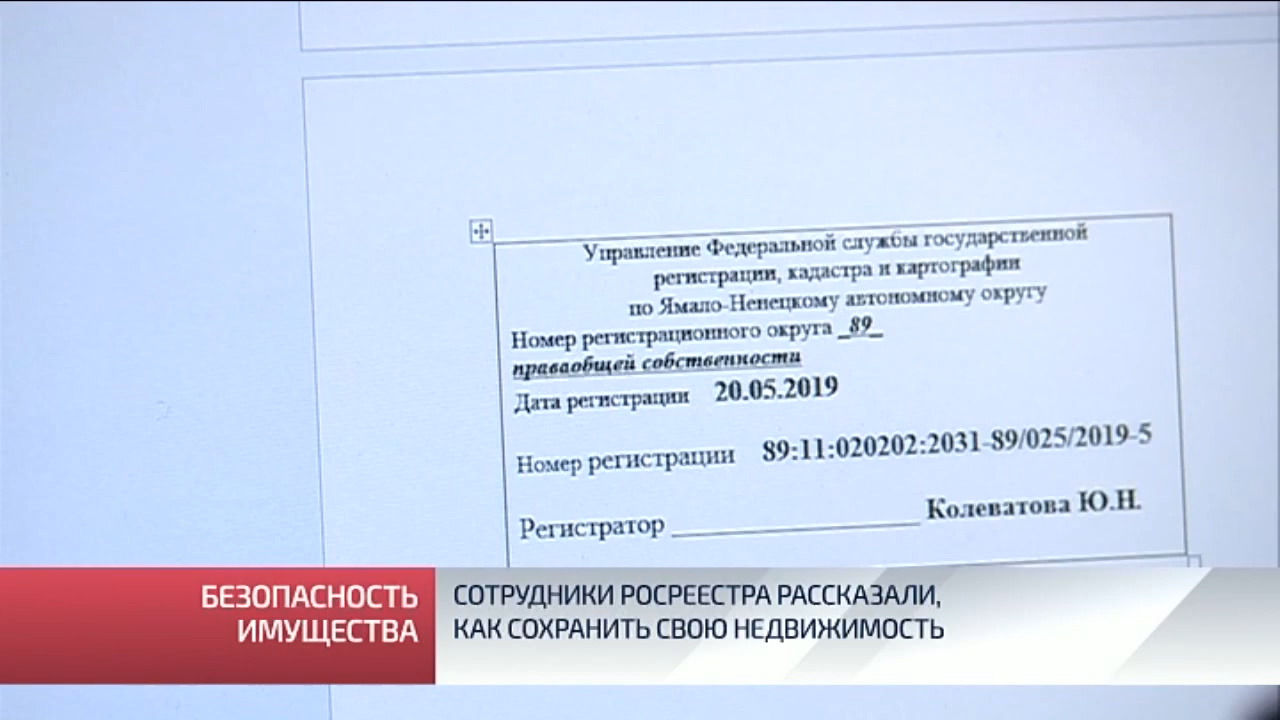 Управление Федеральной службы государственной
регистрации, кадастра и картографии
по Ямало-Ненецкому автономному округу
Номер регистрационного округа _89_
праваобщей собственности
Дата регистрации 20.05.2019
Номер регистрации 89:11:020202:2031-89/025/2019-5
Регистратор ____________________ Колеватова Ю.Н.
БЕЗОПАСНОСТЬ
ИМУЩЕСТВА
СОТРУДНИКИ РОСРЕЕСТРА РАССКАЗАЛИ,
КАК СОХРАНИТЬ СВОЮ НЕДВИЖИМОСТЬ